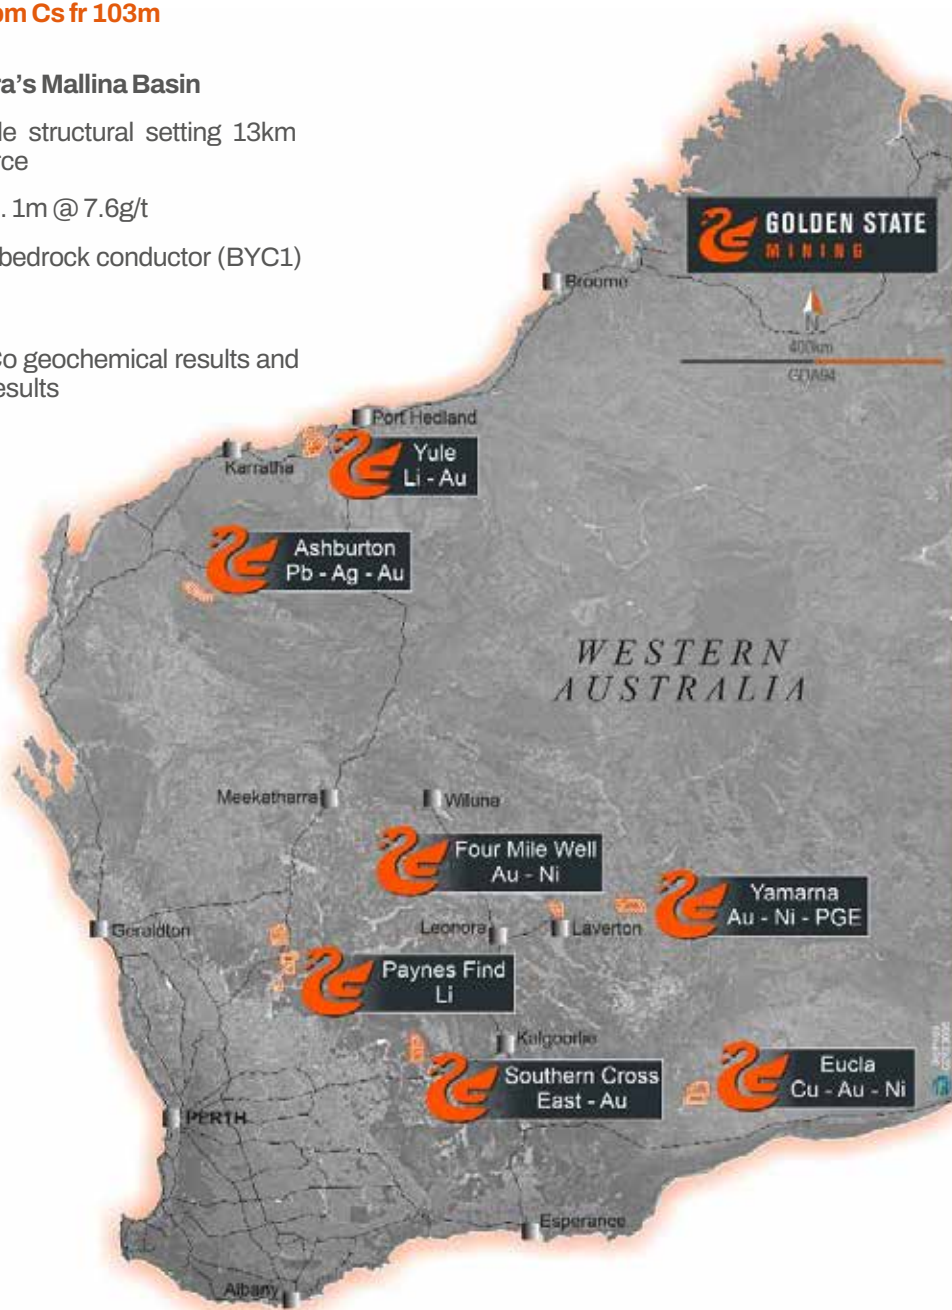 om Cs fr 103m
ra's Mallina Basin
le structural setting 13km
rce
. 1m @ 7.6g/t
bedrock conductor (BYC1)
Co geochemical results and
esults
GOLDEN STATE
MINING
Broome
N
400km
GDA94
Port Hedland
Karratha
Yule
Li - Au
Ashburton
Pb - Ag - Au
WESTERN
AUSTRALIA
Meekatharra
Wiluna
Four Mile Well
Au - Ni
Yamarna
Au - Ni - PGE
Geraldton
Leonora
Laverton
Paynes Find
Li
Kalgoorlie
Southern Cross
East - Au
Eucla
Cu - Au - Ni
PERTH
Esperance
Albany